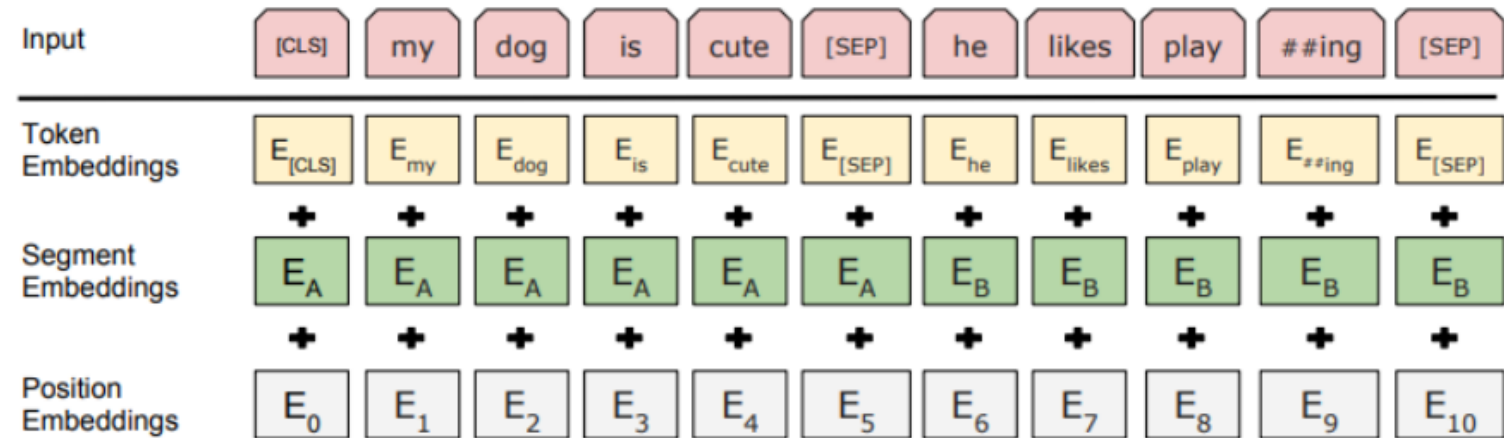 Input [CLS] my dog is cute [SEP] he likes play ##ing [SEP]
Token
Embeddings E[CLS] Emy Edog Eis Ecute E[SEP] Ehe Elikes Eplay E##ing E[SEP]
+ + + + + + + + + + +
Segment
Embeddings EA EA EA EA EA EA EB EB EB EB EB
+ + + + + + + + + + +
Position
Embeddings E0 E1 E2 E3 E4 E5 E6 E7 E8 E9 E10